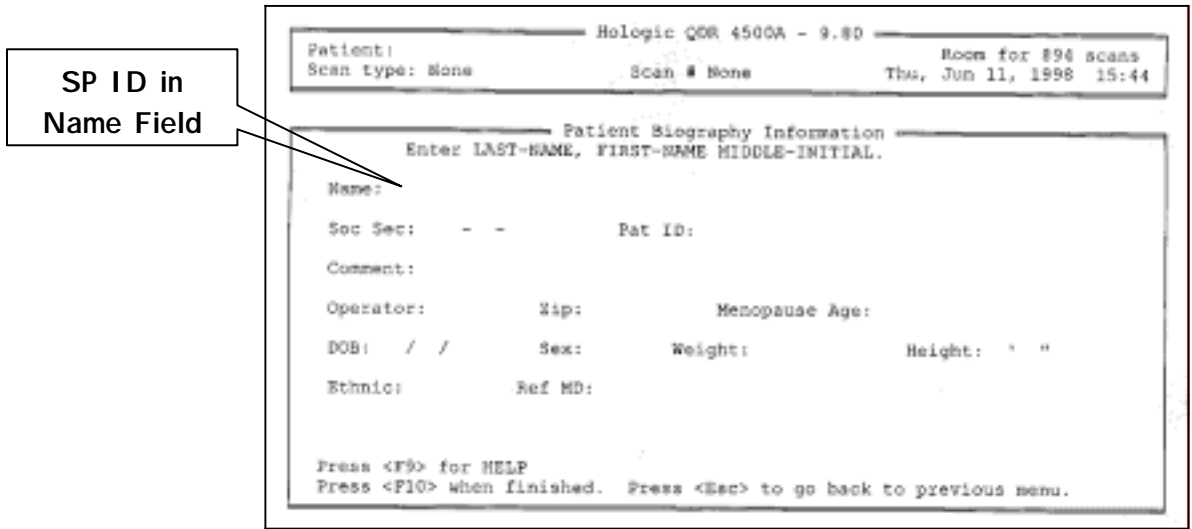 SP ID in
Name Field
Hologic QDR 4500A - 9.8D
Patient: Room for 894 scans
Scan type: None Scan # None Thu, Jun 11, 1998 15:44
Patient Biography Information
Enter LAST-NAME, FIRST-NAME MIDDLE-INITIAL.
Name:
Soc Sec: - - Pat ID:
Comment:
Operator: Zip: Menopause Age:
DOB: / / Sex: Weight: Height: ' "
Ethnic: Ref MD:
Press <F9> for HELP
Press <F10> when finished. Press <Esc> to go back to previous menu.